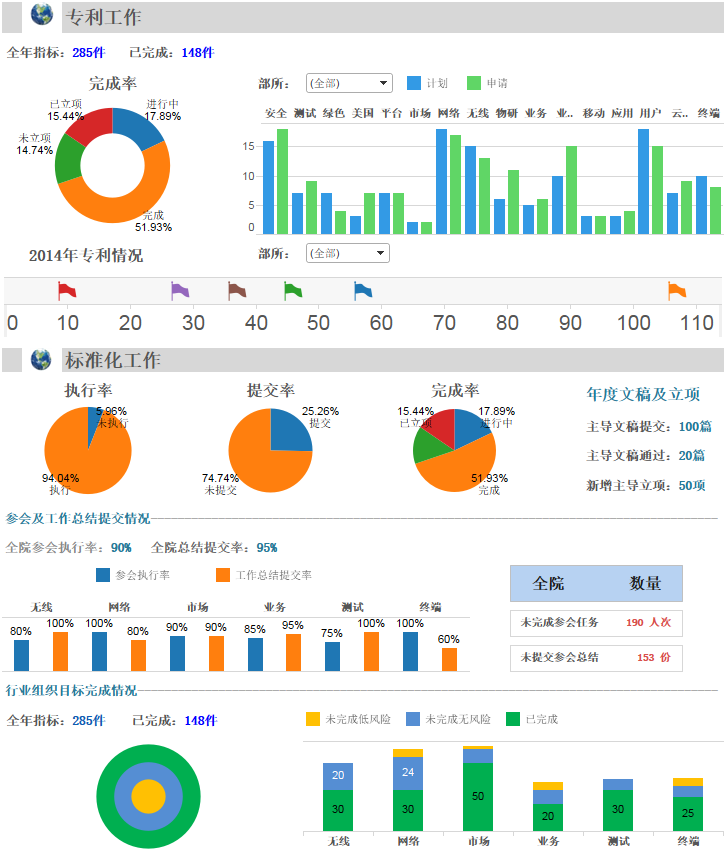 专利工作
全年指标：285件 已完成：148件
完成率
部所： (全部) 计划 申请
已立项
15.44%
进行中
17.89%
未立项
14.74%
完成
51.93%
安全 测试 绿色 美国 平台 市场 网络 无线 物研 业务 业.. 移动 应用 用户 云.. 终端
15
10
5
0
2014年专利情况
部所： (全部)
0 10 20 30 40 50 60 70 80 90 100 110
标准化工作
执行率 提交率 完成率
5.96%
未执行
94.04%
执行
25.26%
提交
74.74%
未提交
15.44%
已立项
17.89%
进行中
51.93%
完成
年度文稿及立项
主导文稿提交：100篇
主导文稿通过：20篇
新增主导立项：50项
参会及工作总结提交情况
全院参会执行率：90% 全院总结提交率：95%
参会执行率 工作总结提交率
无线 网络 市场 业务 测试 终端
80% 100% 100% 80% 90% 90% 85% 95% 75% 100% 100% 60%
全院 数量
未完成参会任务 190 人次
未提交参会总结 153 份
行业组织目标完成情况
全年指标：285件 已完成：148件
未完成低风险 未完成无风险 已完成
20 24
30 30 50 20 30 25
无线 网络 市场 业务 测试 终端